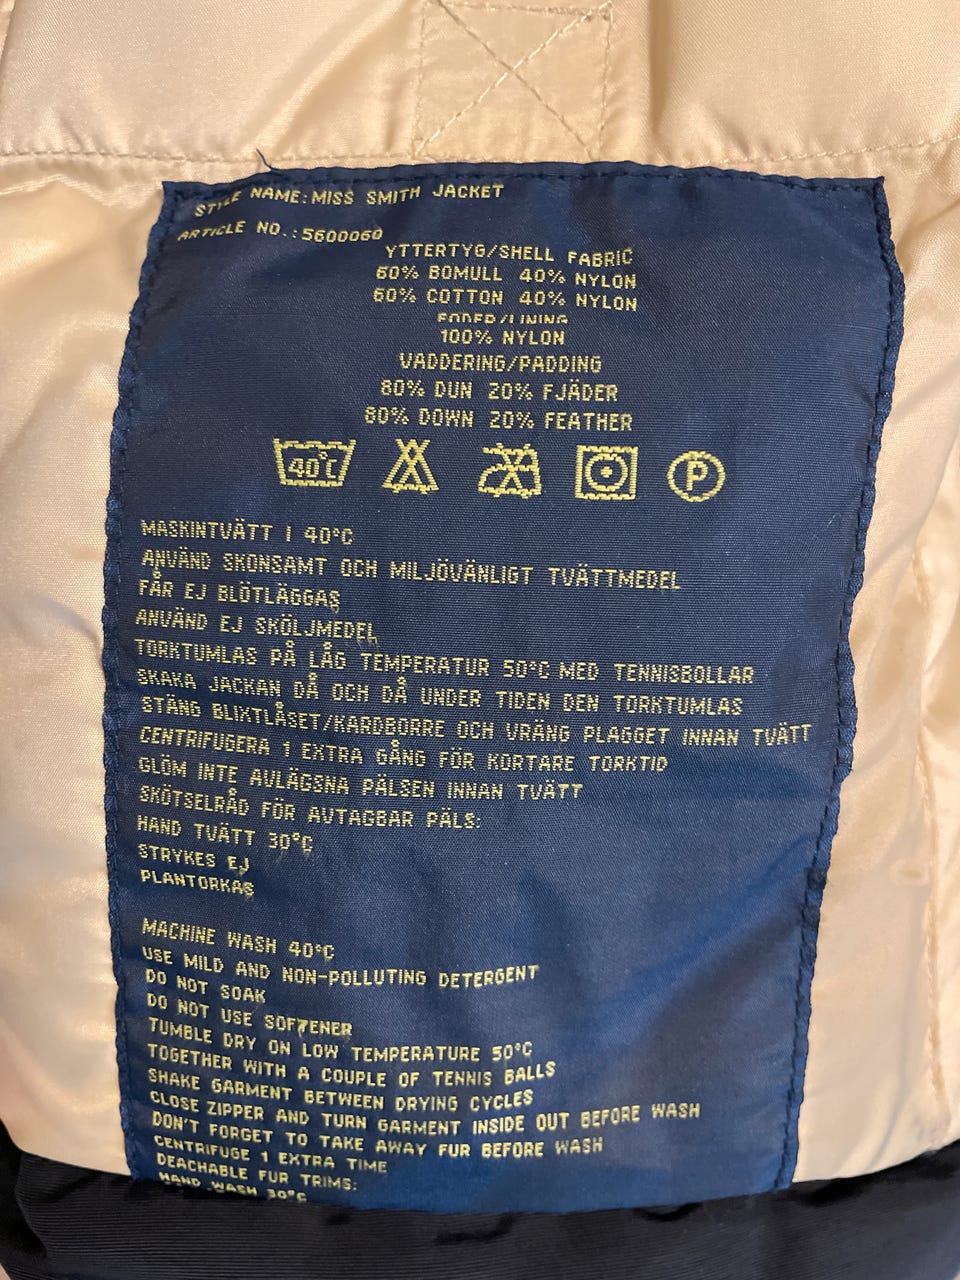 STYLE NAME:MISS SMITH JACKET
ARTICLE NO.:5600060
YTTERTYG/SHELL FABRIC
60% BOMULL 40% NYLON
60% COTTON 40% NYLON
FODER/LINING
100% NYLON
VADDERING/PADDING
80% DUN 20% FJÄDER
80% DOWN 20% FEATHER
40°C P
MASKINTVÄTT I 40°C
ANVÄND SKONSAMT OCH MILJÖVÄNLIGT TVÄTTMEDEL
FÅR EJ BLÖTLÄGGAS
ANVÄND EJ SKÖLJMEDEL
TORKTUMLAS PÅ LÅG TEMPERATUR 50°C MED TENNISBOLLAR
SKAKA JACKAN DÅ OCH DÅ UNDER TIDEN DEN TORKTUMLAS
STÄNG BLIXTLÅSET/KARDBORRE OCH VRÄNG PLAGGET INNAN TVÄTT
CENTRIFUGERA 1 EXTRA GÅNG FÖR KORTARE TORKTID
GLÖM INTE AVLÄGSNA PÄLSEN INNAN TVÄTT
SKÖTSELRÅD FÖR AVTAGBAR PÄLS:
HAND TVÄTT 30°C
STRYKES EJ
PLANTORKAS
MACHINE WASH 40°C
USE MILD AND NON-POLLUTING DETERGENT
DO NOT SOAK
DO NOT USE SOFTENER
TUMBLE DRY ON LOW TEMPERATURE 50°C
TOGETHER WITH A COUPLE OF TENNIS BALLS
SHAKE GARMENT BETWEEN DRYING CYCLES
CLOSE ZIPPER AND TURN GARMENT INSIDE OUT BEFORE WASH
DON'T FORGET TO TAKE AWAY FUR BEFORE WASH
CENTRIFUGE 1 EXTRA TIME
DEACHABLE FUR TRIMS:
HAND WASH 30°C